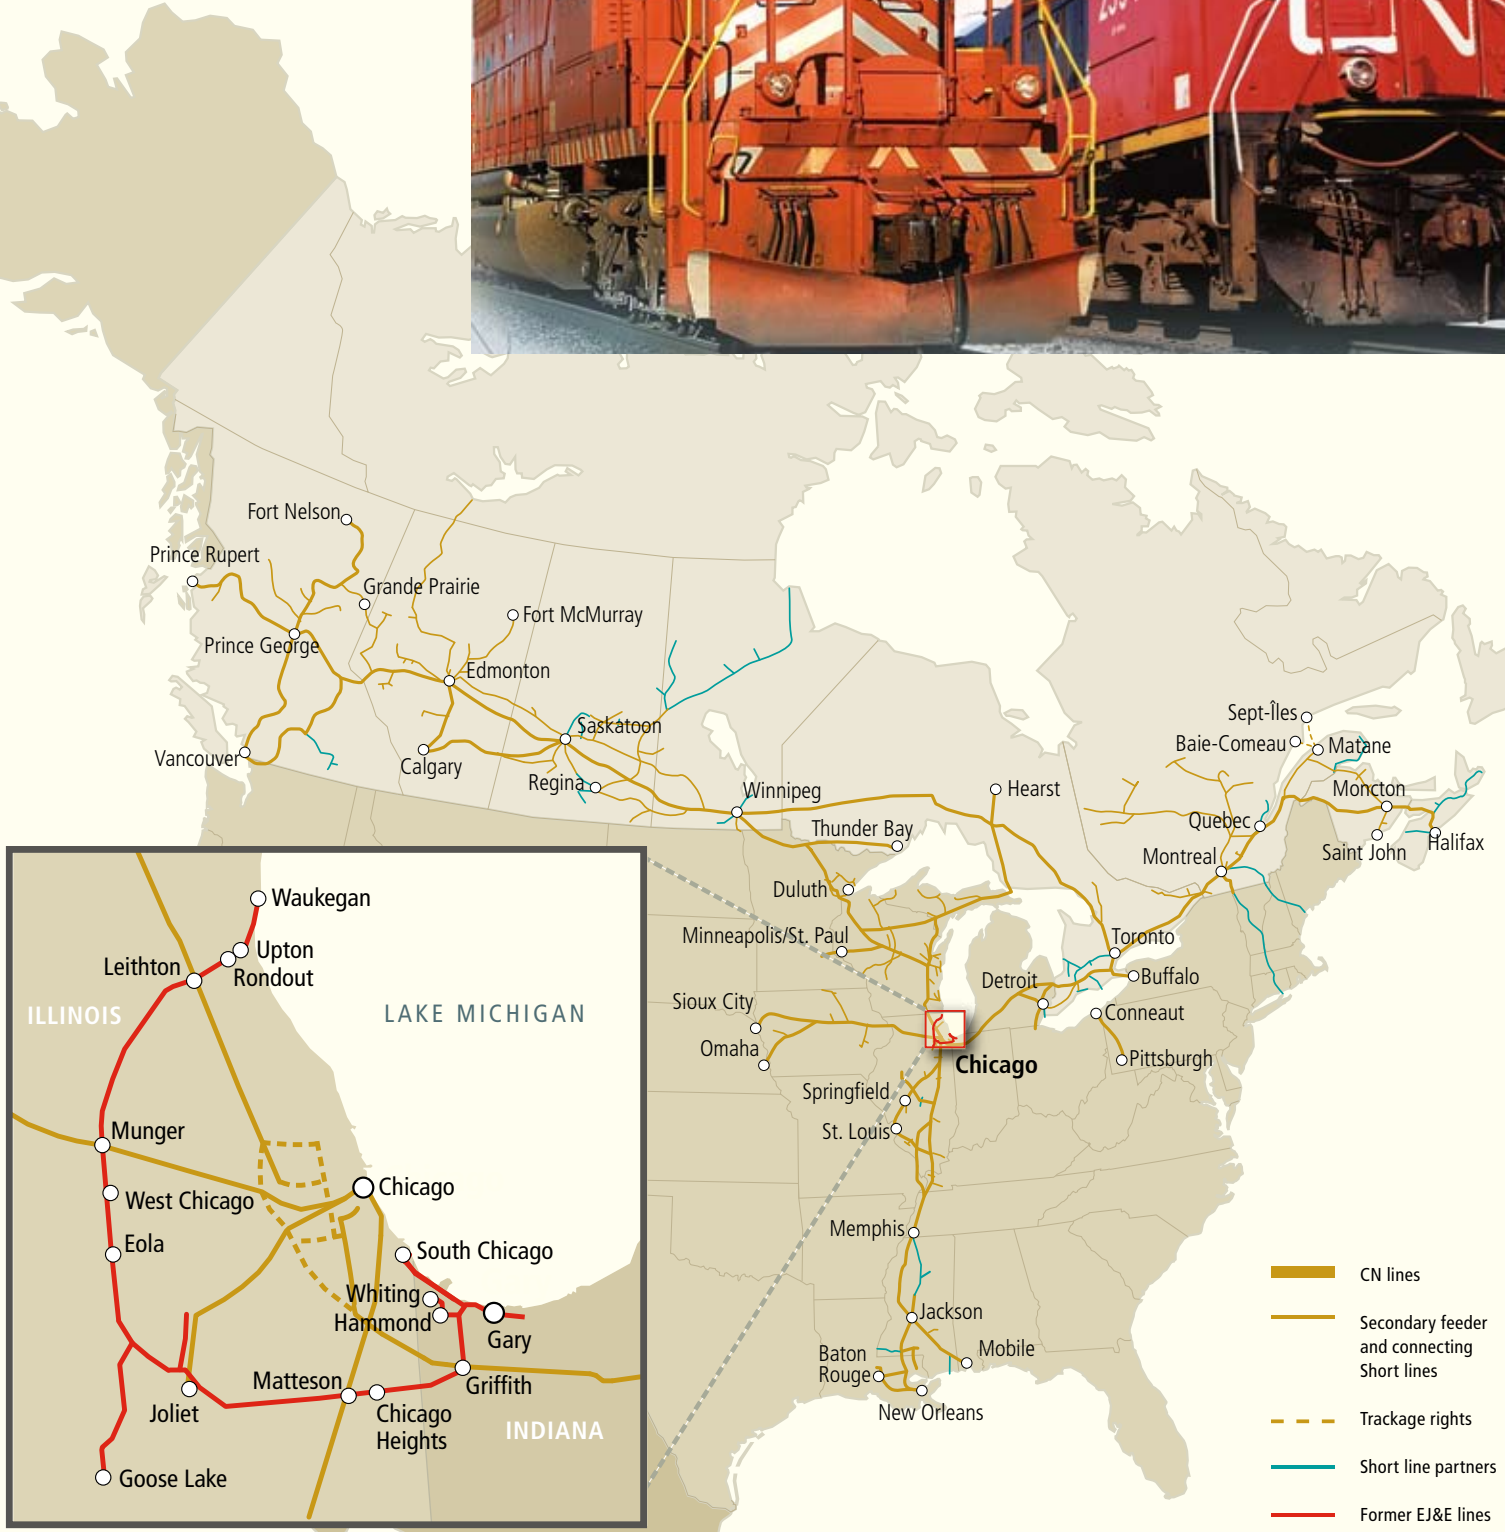 CN
Fort Nelson
Prince Rupert
Grande Prairie
Fort McMurray
Prince George
Edmonton
Saskatoon
Vancouver
Calgary
Regina
Winnipeg
Hearst
Thunder Bay
Duluth
Minneapolis/St. Paul
Sept-Îles
Baie-Comeau
Matane
Moncton
Quebec
Saint John
Halifax
Montreal
Toronto
Buffalo
Detroit
Conneaut
Pittsburgh
Sioux City
Omaha
Chicago
Springfield
St. Louis
Memphis
Jackson
Mobile
Baton
Rouge
New Orleans
Waukegan
Upton
Rondout
Leithton
ILLINOIS
LAKE MICHIGAN
Munger
West Chicago
Chicago
Eola
South Chicago
Whiting
Hammond
Gary
Matteson
Griffith
Joliet
Chicago
Heights
INDIANA
Goose Lake
CN lines
Secondary feeder
and connecting
Short lines
Trackage rights
Short line partners
Former EJ&E lines